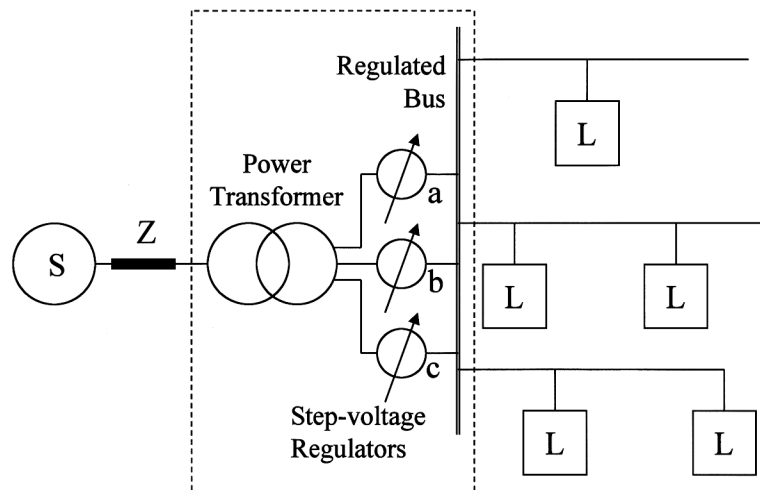 Regulated
Bus
L
Power
Transformer
a
Z
S
b
L
L
c
Step-voltage
Regulators
L
L